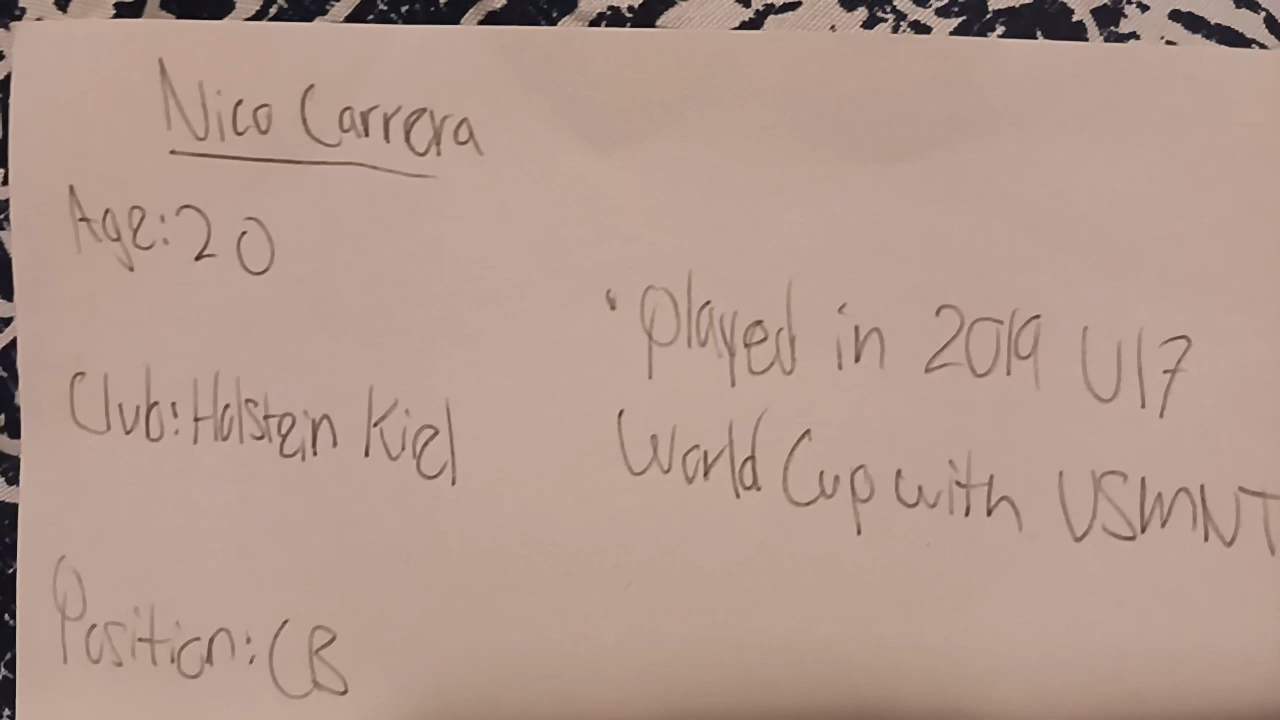 Nico Carrera
Age: 20
Club: Holstein Kiel
Position: CB
• Played in 2019 U17
World Cup with USMNT